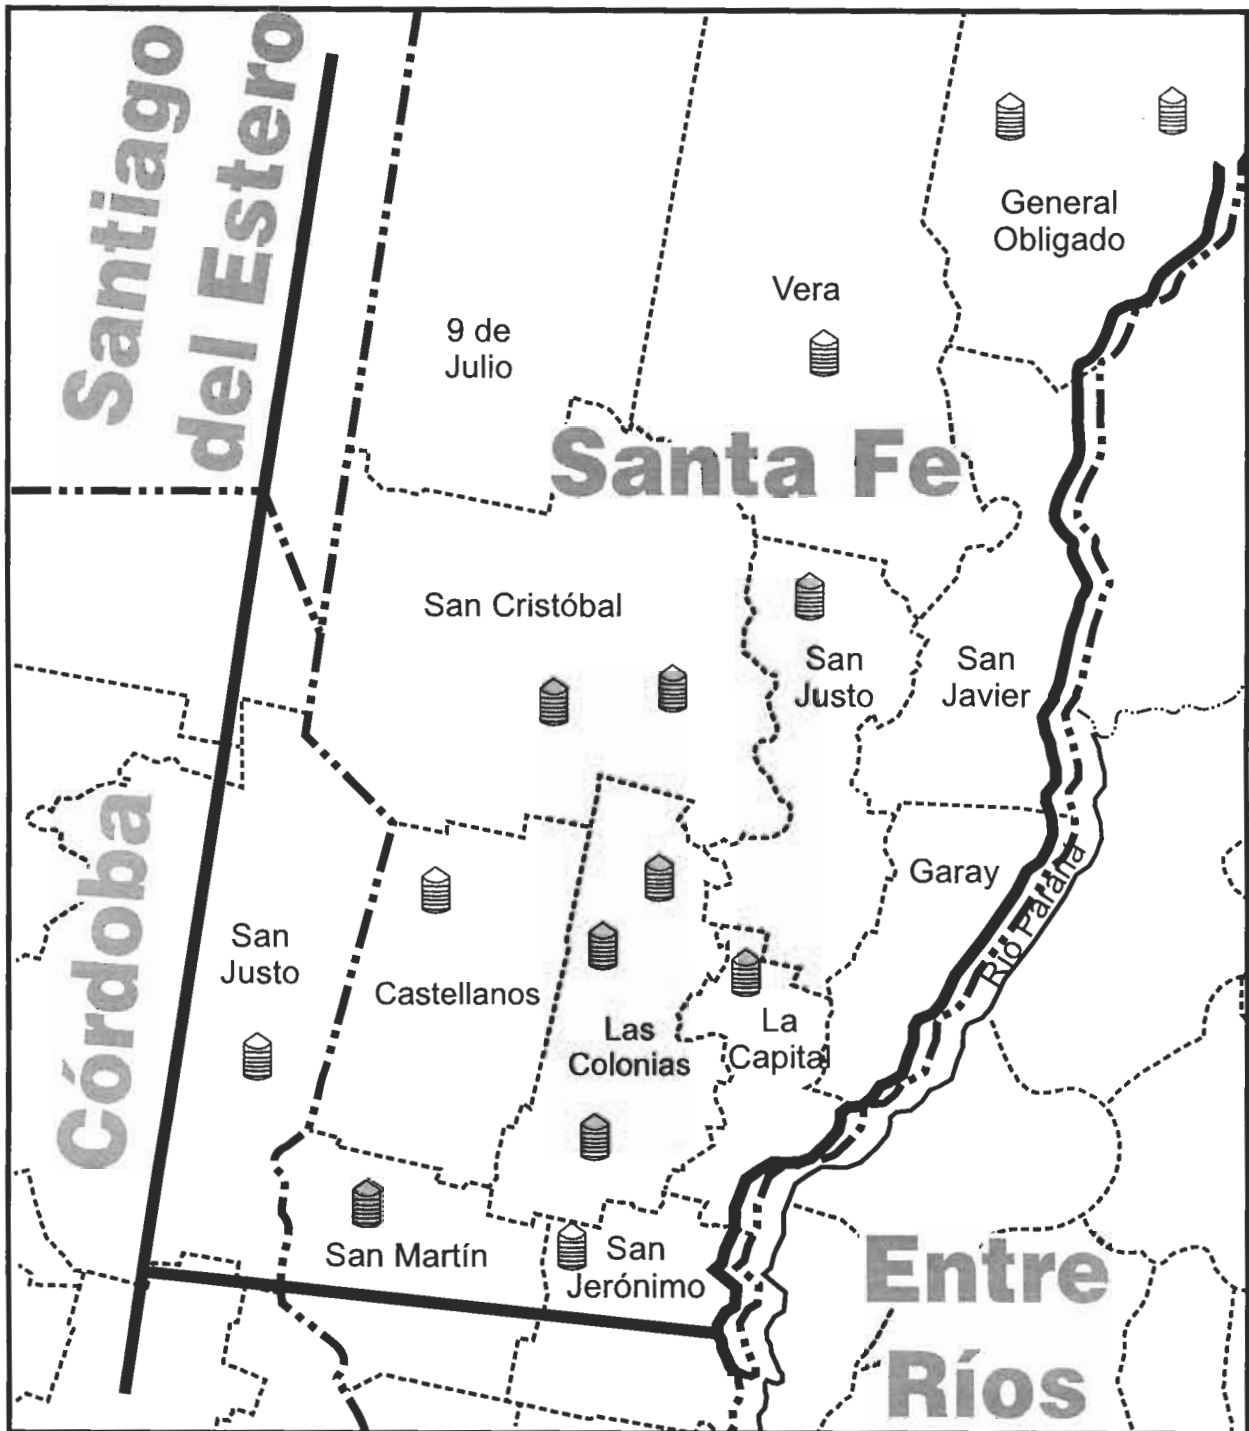 Santiago
del Estero
General
Obligado
Vera
9 de
Julio
Santa Fe
San Cristóbal
San
Justo
San
Javier
Córdoba
Garay
Río Paraná
San
Justo
Castellanos
Las
Colonias
La
Capital
San Martín
San
Jerónimo
Entre
Ríos